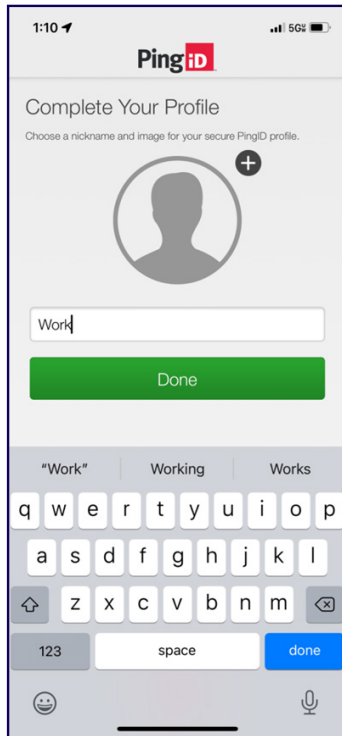 1:10 5Gᵁw
PingID
Complete Your Profile
Choose a nickname and image for your secure PingID profile.
Work
Done
"Work" Working Works
q w e r t y u i o p
a s d f g h j k l
z x c v b n m
123 space done